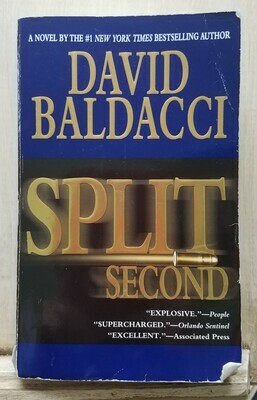 A NOVEL BY THE #1 NEW YORK TIMES BESTSELLING AUTHOR
DAVID
BALDACCI
SPLIT
SECOND
"EXPLOSIVE."—People
"SUPERCHARGED."—Orlando Sentinel
"EXCELLENT."—Associated Press